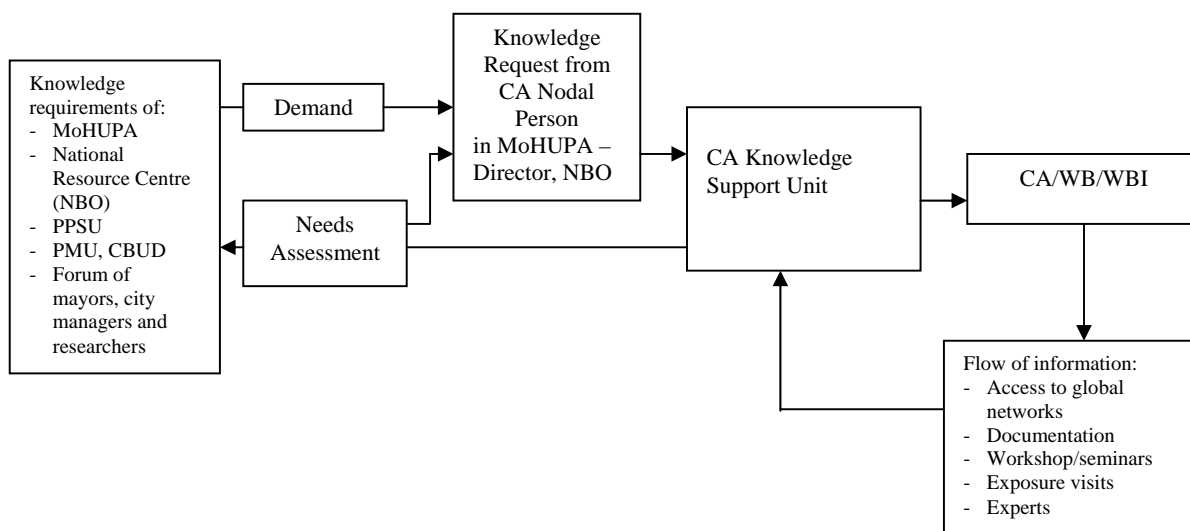 Knowledge
requirements of:
- MoHUPA
- National
Resource Centre
(NBO)
- PPSU
- PMU, CBUD
- Forum of
mayors, city
managers and
researchers
Demand
Needs
Assessment
Knowledge
Request from
CA Nodal
Person
in MoHUPA –
Director, NBO
CA Knowledge
Support Unit
CA/WB/WBI
Flow of information:
- Access to global
networks
- Documentation
- Workshop/seminars
- Exposure visits
- Experts